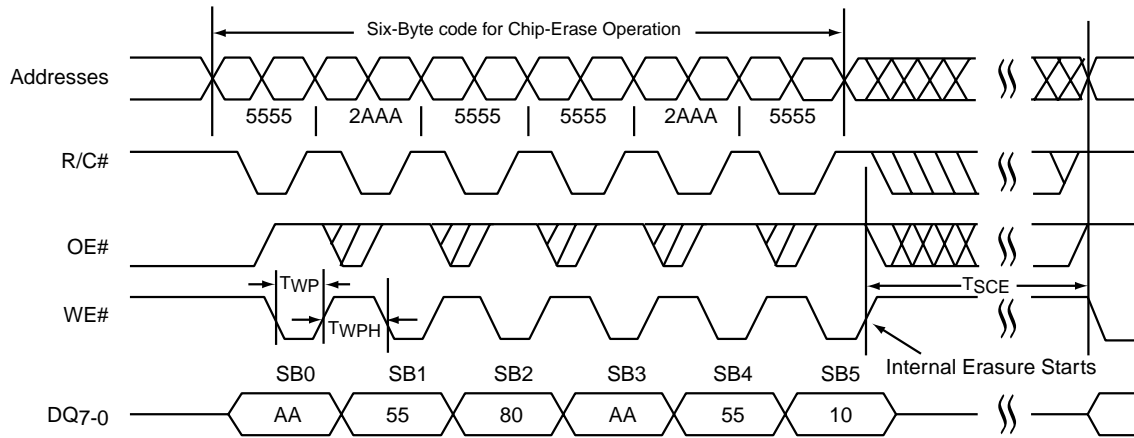 Six-Byte code for Chip-Erase Operation
Addresses
5555 2AAA 5555 5555 2AAA 5555
R/C#
OE#
TWP
TSCE
WE#
TWPH
Internal Erasure Starts
SB0 SB1 SB2 SB3 SB4 SB5
DQ7-0 AA 55 80 AA 55 10